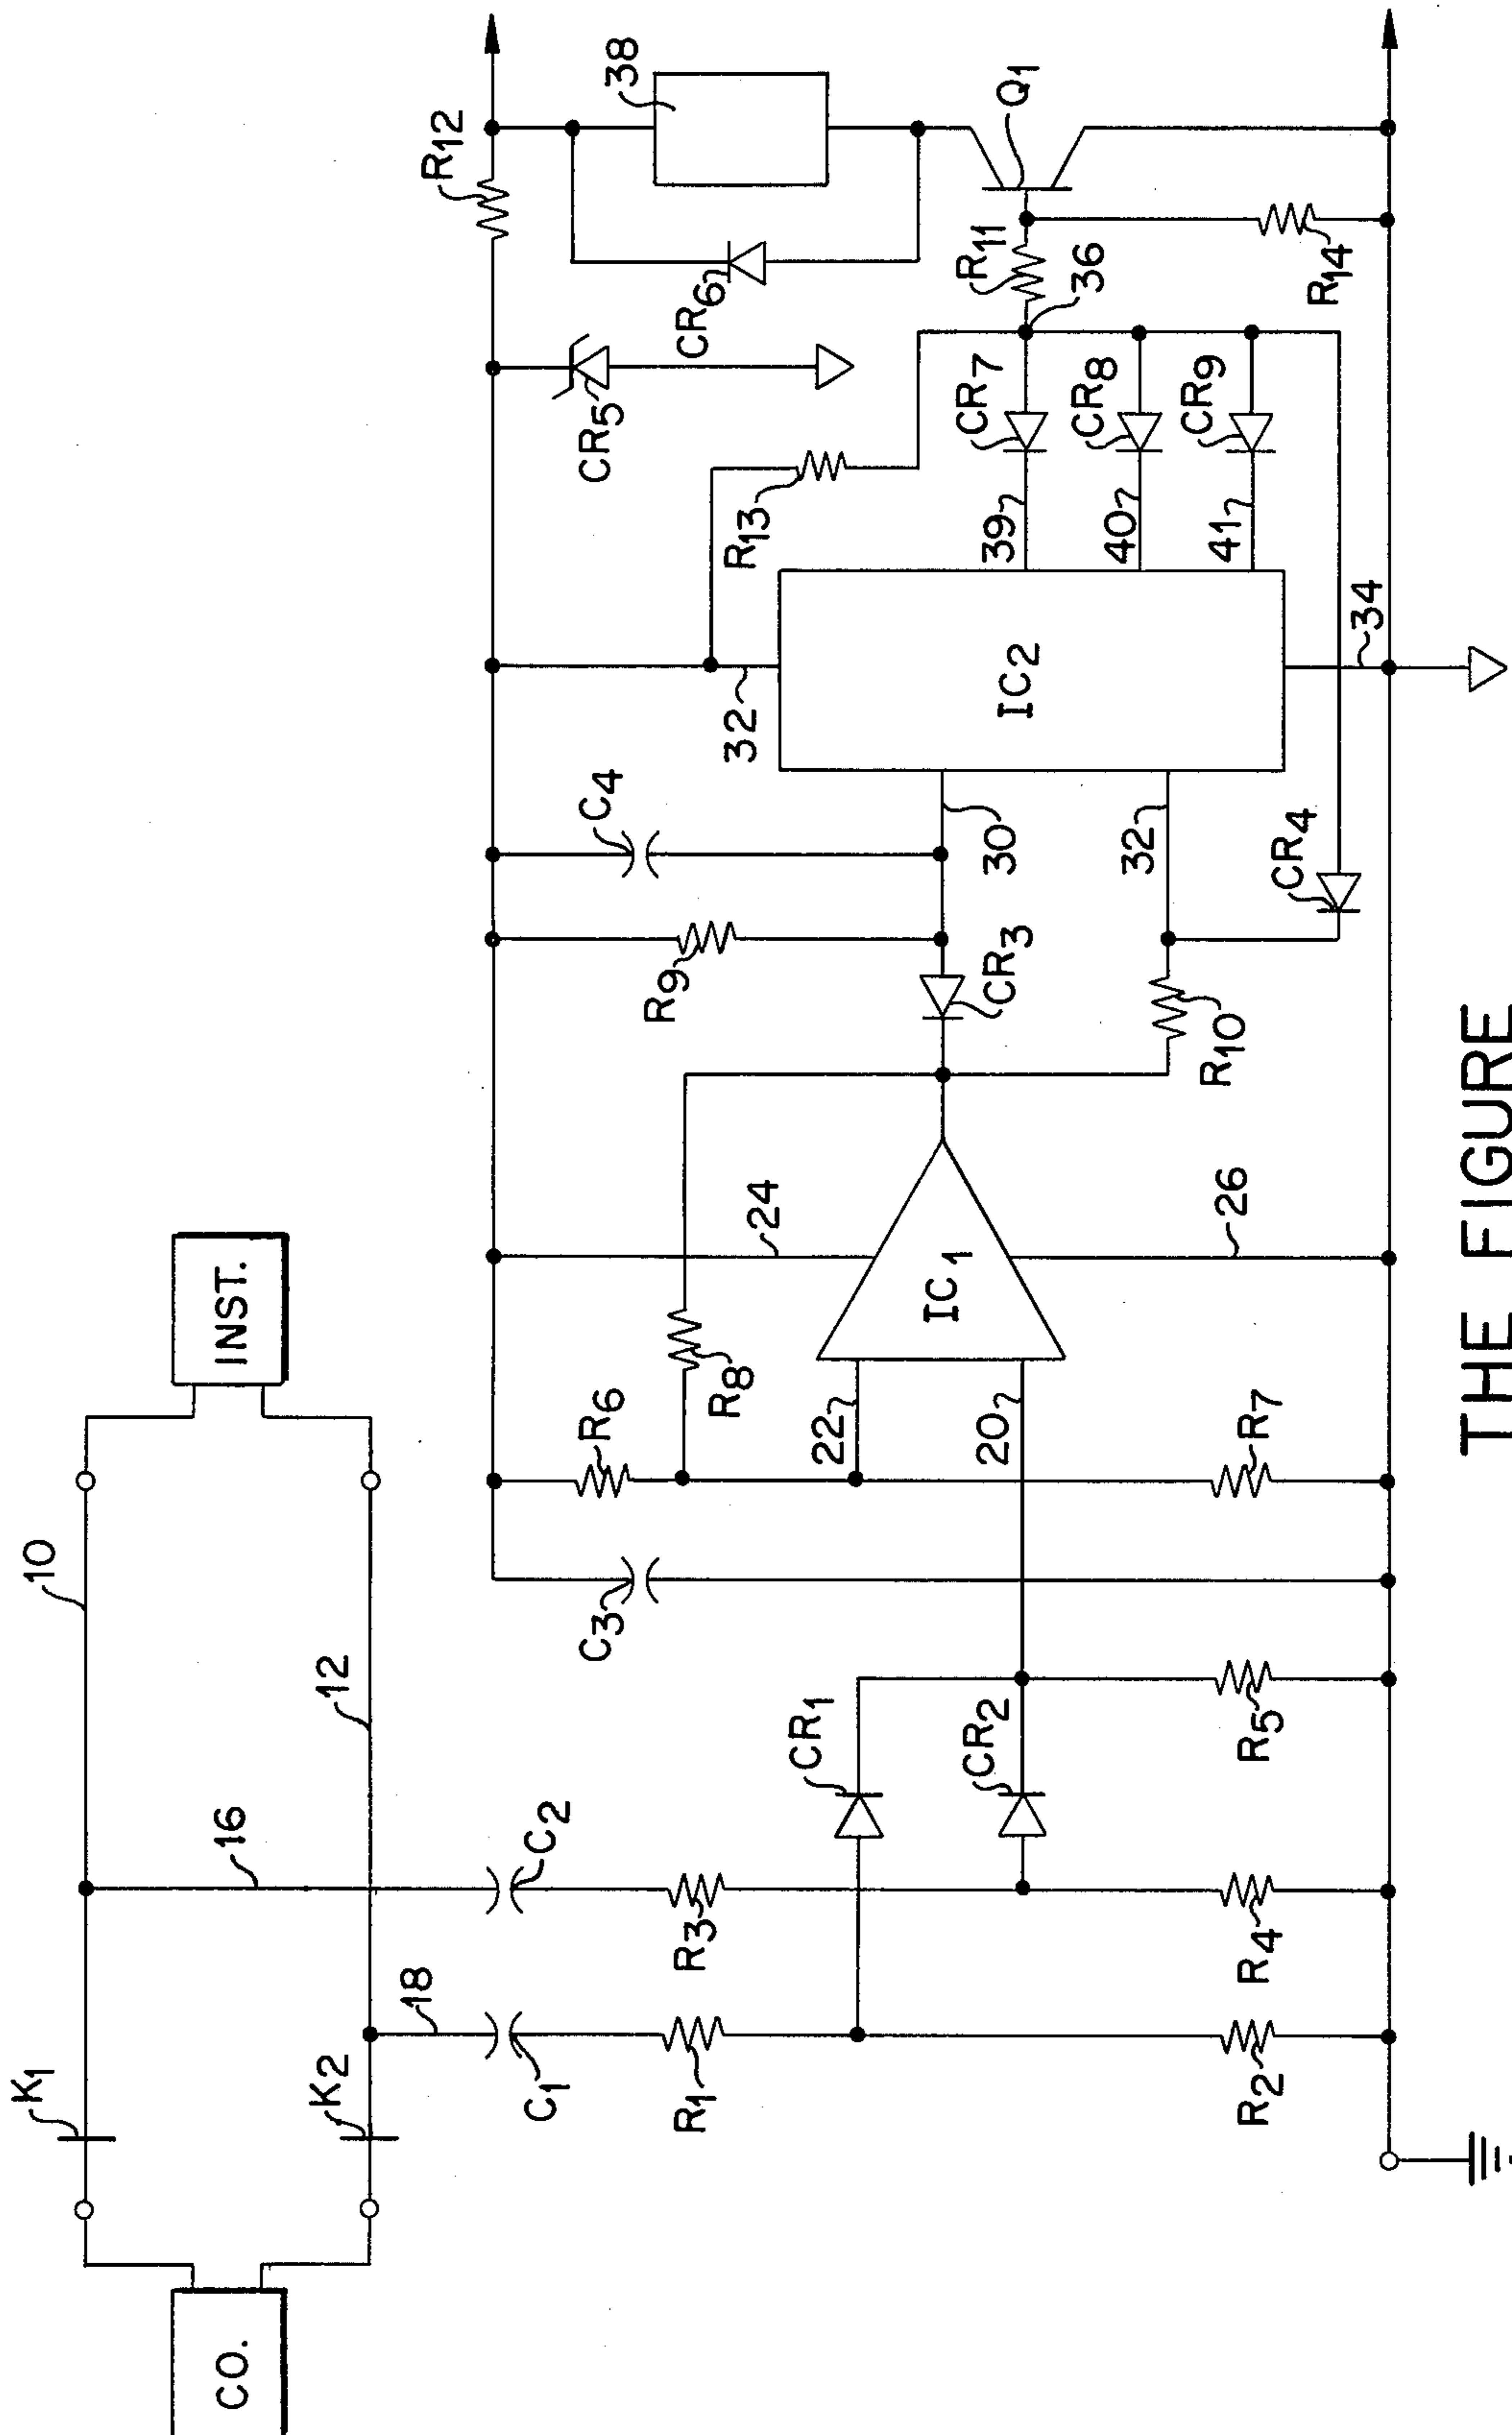 CO.
K1
K2
10
12
INST.
16
18
C1
C2
R1
R3
R2
R4
CR1
CR2
R5
C3
R6
R7
R8
22
20
IC1
24
26
R9
C4
CR3
R10
30
32
CR4
32
IC2
34
R13
39
40
41
CR5
CR6
CR7
CR8
CR9
R11
36
R14
R12
38
Q1
THE FIGURE